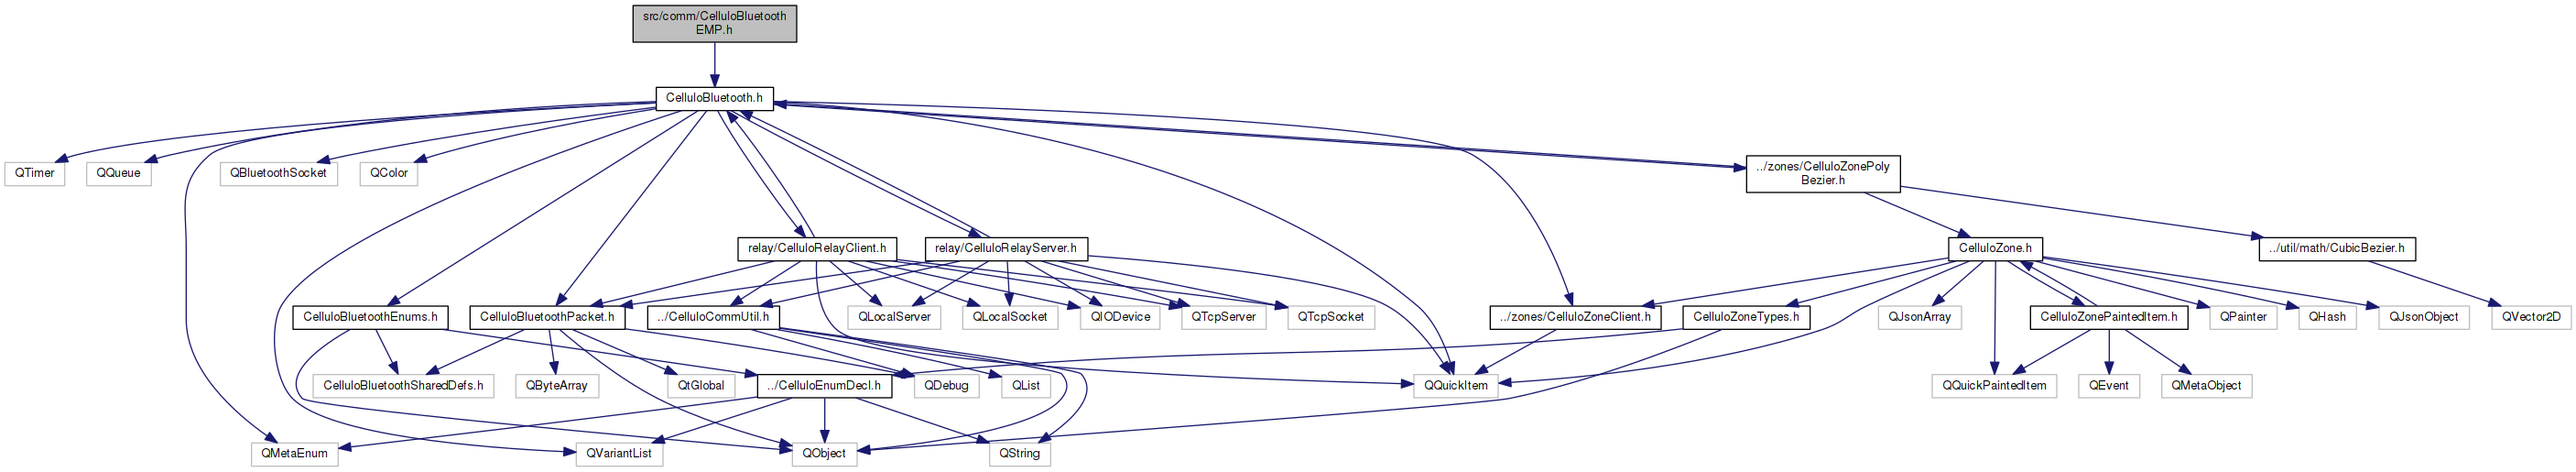 src/comm/CelluloBluetooth
EMP.h
CelluloBluetooth.h
QTimer
QQueue
QBluetoothSocket
QColor
../zones/CelluloZonePoly
Bezier.h
relay/CelluloRelayClient.h
relay/CelluloRelayServer.h
CelluloZone.h
../util/math/CubicBezier.h
CelluloBluetoothEnums.h
CelluloBluetoothPacket.h
../CelluloCommUtil.h
QLocalServer
QLocalSocket
QIODevice
QTcpServer
QTcpSocket
../zones/CelluloZoneClient.h
CelluloZoneTypes.h
QJsonArray
CelluloZonePaintedItem.h
QPainter
QHash
QJsonObject
QVector2D
CelluloBluetoothSharedDefs.h
QByteArray
QtGlobal
../CelluloEnumDecl.h
QDebug
QList
QQuickItem
QQuickPaintedItem
QEvent
QMetaObject
QMetaEnum
QVariantList
QObject
QString